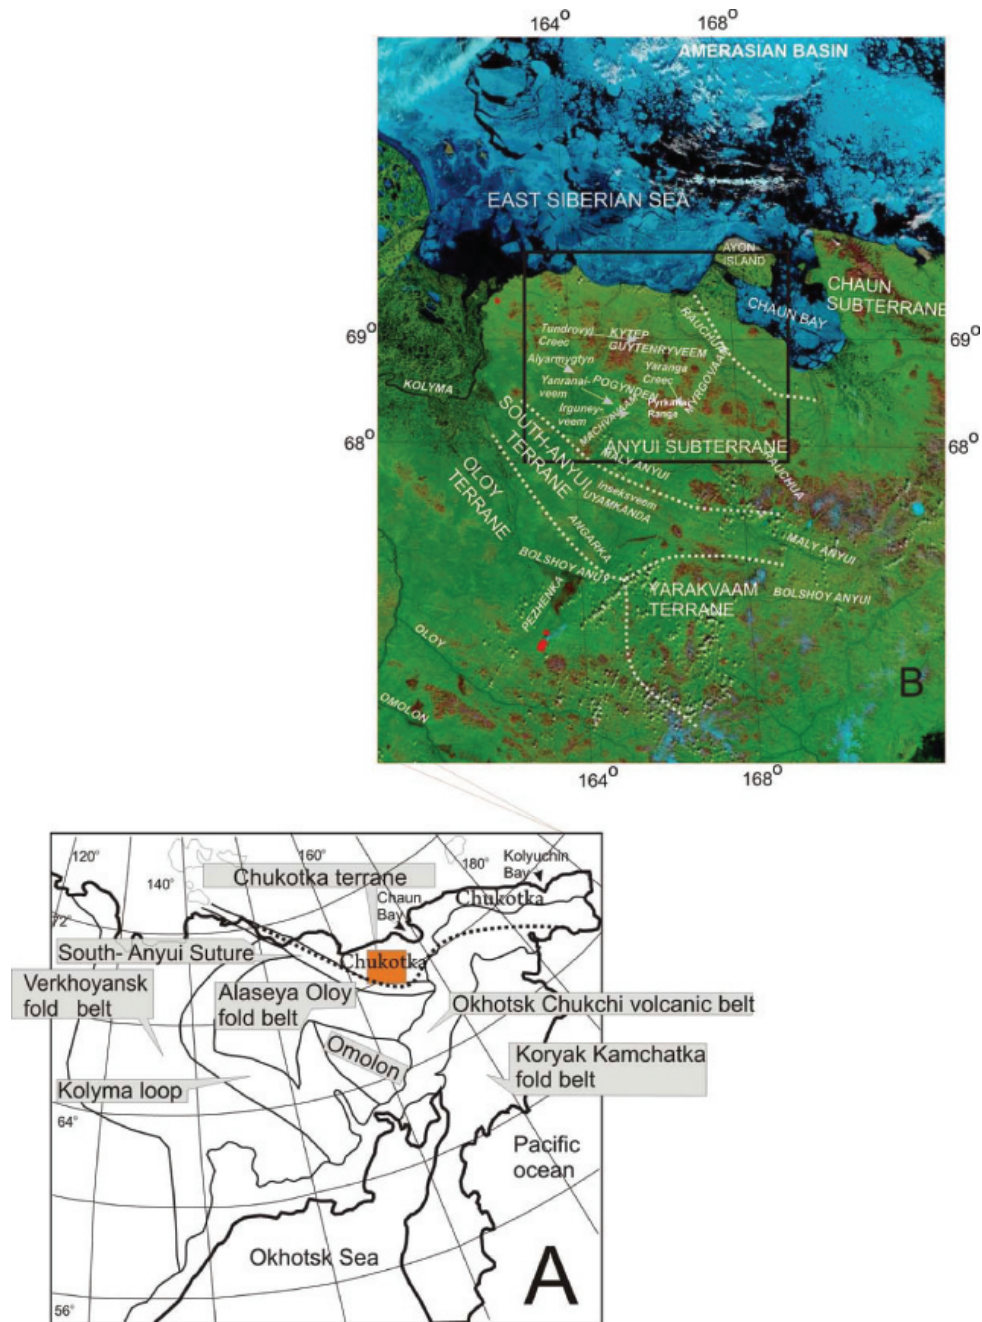 164° 168°
AMERASIAN BASIN
EAST SIBERIAN SEA
AYON
ISLAND
CHAUN
SUBTERRANE
CHAUN BAY
RAUCHUA
69° 69°
Tundrovyj
Creec
KYTEP
GUYTENRYVEEM
Alyarmygtyn
Yaranga
Creec
MYRGOVAAM
KOLYMA
Yanranai-
veem
POGYNDEN
Pyrkanai
Range
Irguney-
veem
MACHVAVAAM
68° 68°
SOUTH-ANYUI
TERRANE
ANYUI SUBTERRANE
MALY ANYUI
RAUCHUA
OLOY
TERRANE
Inseksveem
UYAMKANDA
ANGARKA
MALY ANYUI
BOLSHOY ANUY
BOLSHOY ANYUI
YARAKVAAM
TERRANE
PEZHENKA
OLOY
OMOLON
B
164° 168°
120°
140°
160°
180°
Kolyuchin
Bay
Chukotka terrane
Chaun
Bay
Chukotka
72°
South- Anyui Suture
Chukotka
Verkhoyansk
fold belt
Alaseya Oloy
fold belt
Okhotsk Chukchi volcanic belt
Omolon
Koryak Kamchatka
fold belt
Kolyma loop
64°
Pacific
ocean
Okhotsk Sea
A
56°